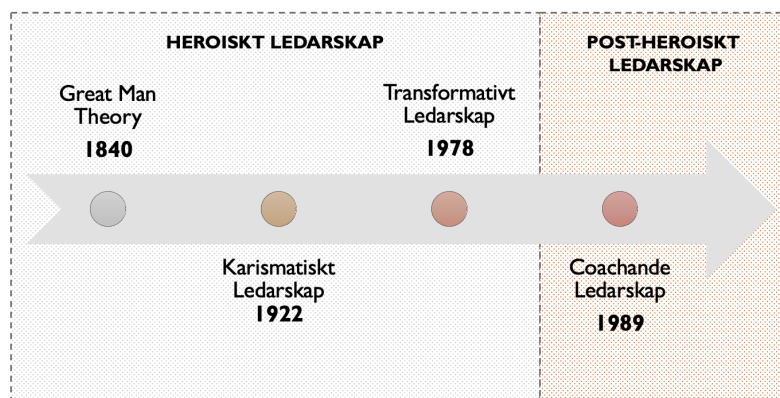 HEROISKT LEDARSKAP
POST-HEROISKT
LEDARSKAP
Great Man
Theory
1840
Transformativt
Ledarskap
1978
Karismatiskt
Ledarskap
1922
Coachande
Ledarskap
1989